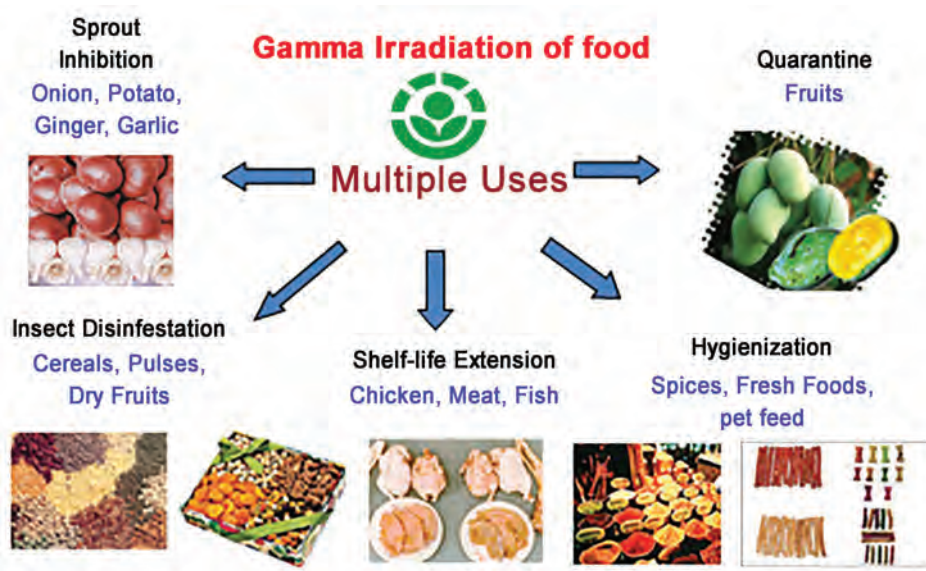 Gamma Irradiation of food
Multiple Uses
Sprout
Inhibition
Onion, Potato,
Ginger, Garlic
Quarantine
Fruits
Insect Disinfestation
Cereals, Pulses,
Dry Fruits
Shelf-life Extension
Chicken, Meat, Fish
Hygienization
Spices, Fresh Foods,
pet feed